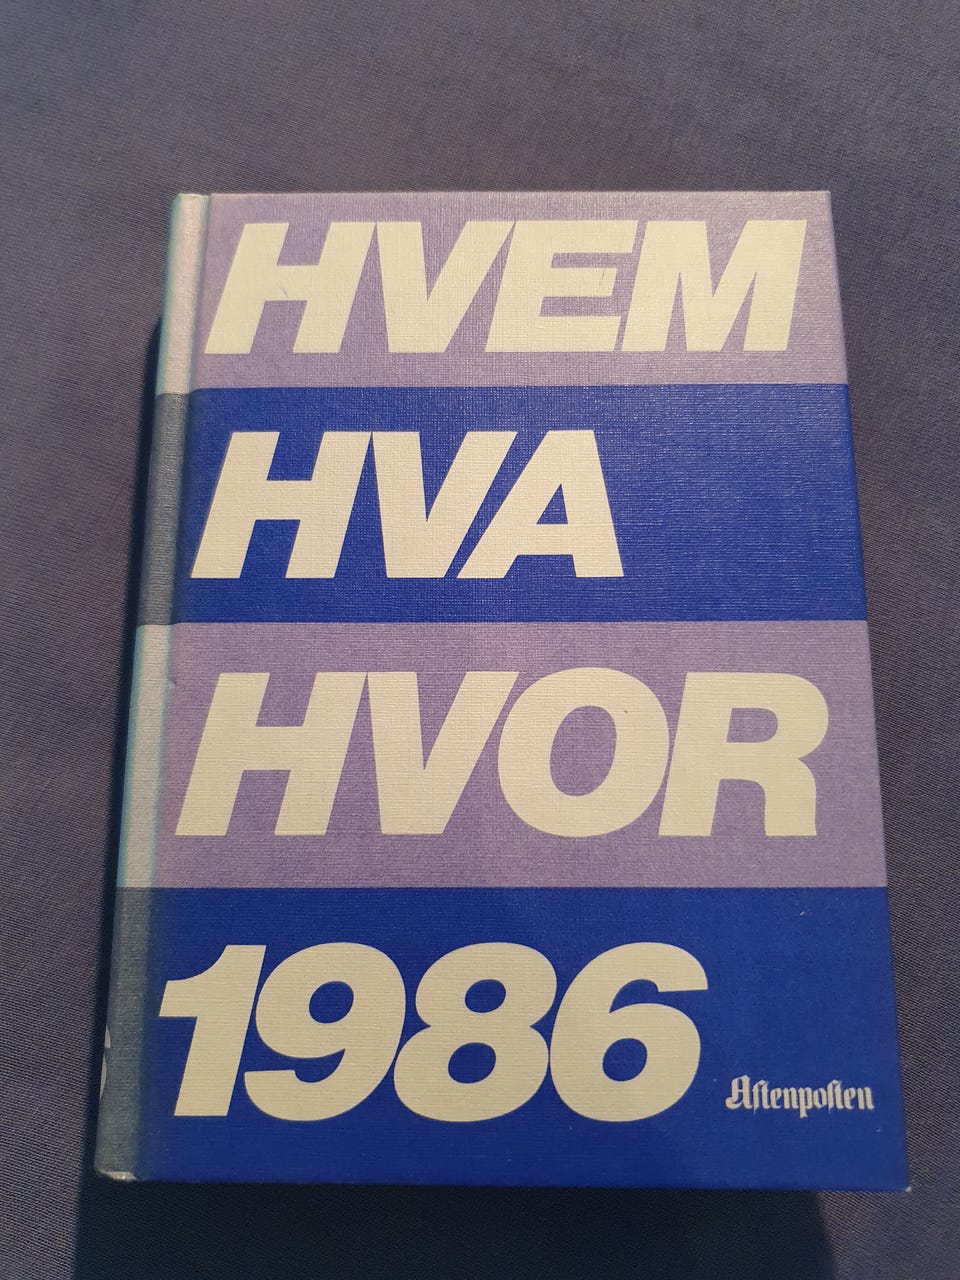 HVEM
HVA
HVOR
1986
Aftenposten